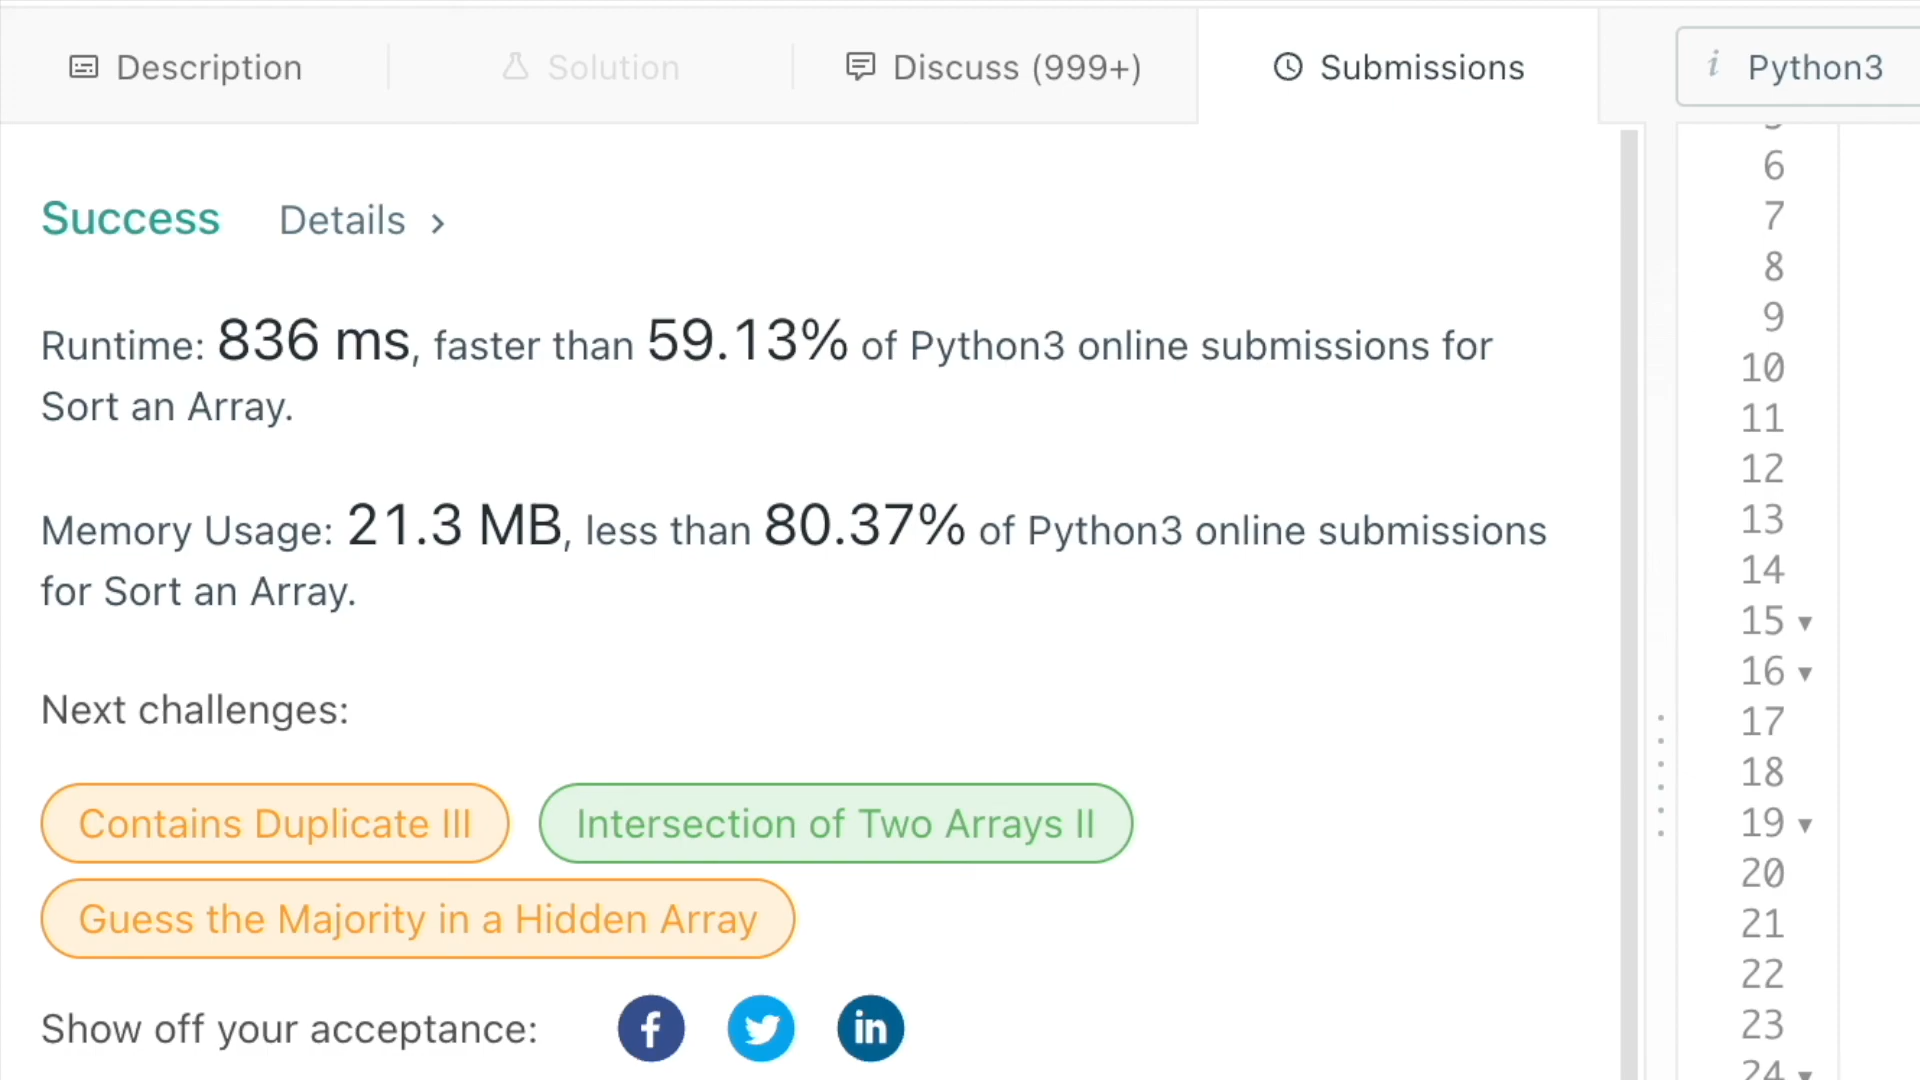 Description
Solution
Discuss (999+)
Submissions
i Python3
Success Details >
Runtime: 836 ms, faster than 59.13% of Python3 online submissions for
Sort an Array.
Memory Usage: 21.3 MB, less than 80.37% of Python3 online submissions
for Sort an Array.
Next challenges:
Contains Duplicate III
Intersection of Two Arrays II
Guess the Majority in a Hidden Array
Show off your acceptance:
f
in
6
7
8
9
10
11
12
13
14
15
16
17
18
19
20
21
22
23
24